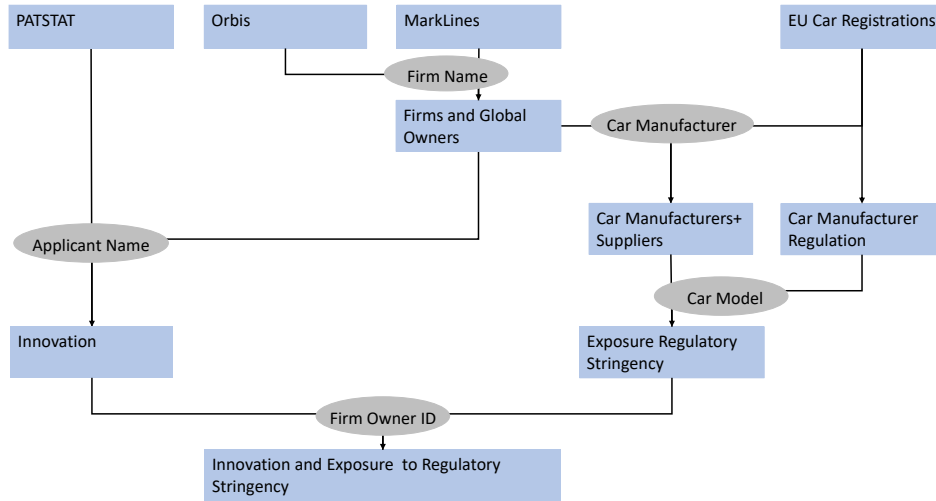 PATSTAT
Orbis
MarkLines
EU Car Registrations
Firm Name
Firms and Global
Owners
Car Manufacturer
Car Manufacturers+
Suppliers
Car Manufacturer
Regulation
Applicant Name
Car Model
Innovation
Exposure Regulatory
Stringency
Firm Owner ID
Innovation and Exposure to Regulatory
Stringency